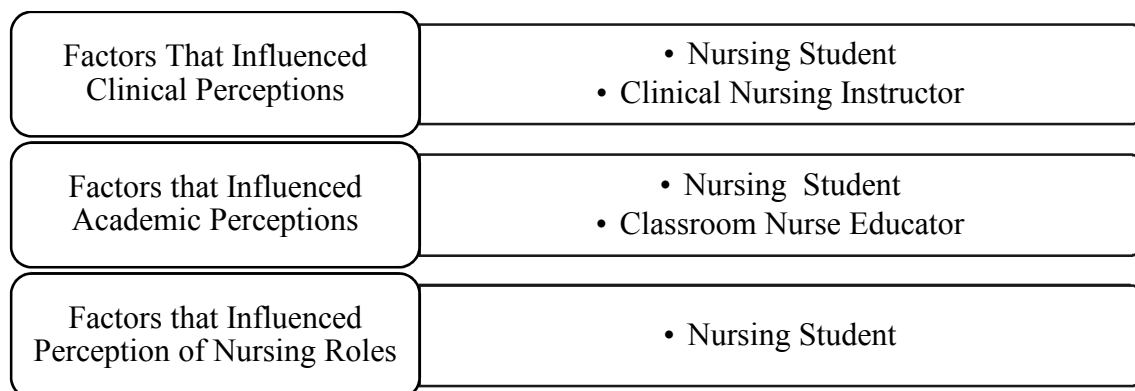 Factors That Influenced
Clinical Perceptions
• Nursing Student
• Clinical Nursing Instructor
Factors that Influenced
Academic Perceptions
• Nursing  Student
• Classroom Nurse Educator
Factors that Influenced
Perception of Nursing Roles
• Nursing Student